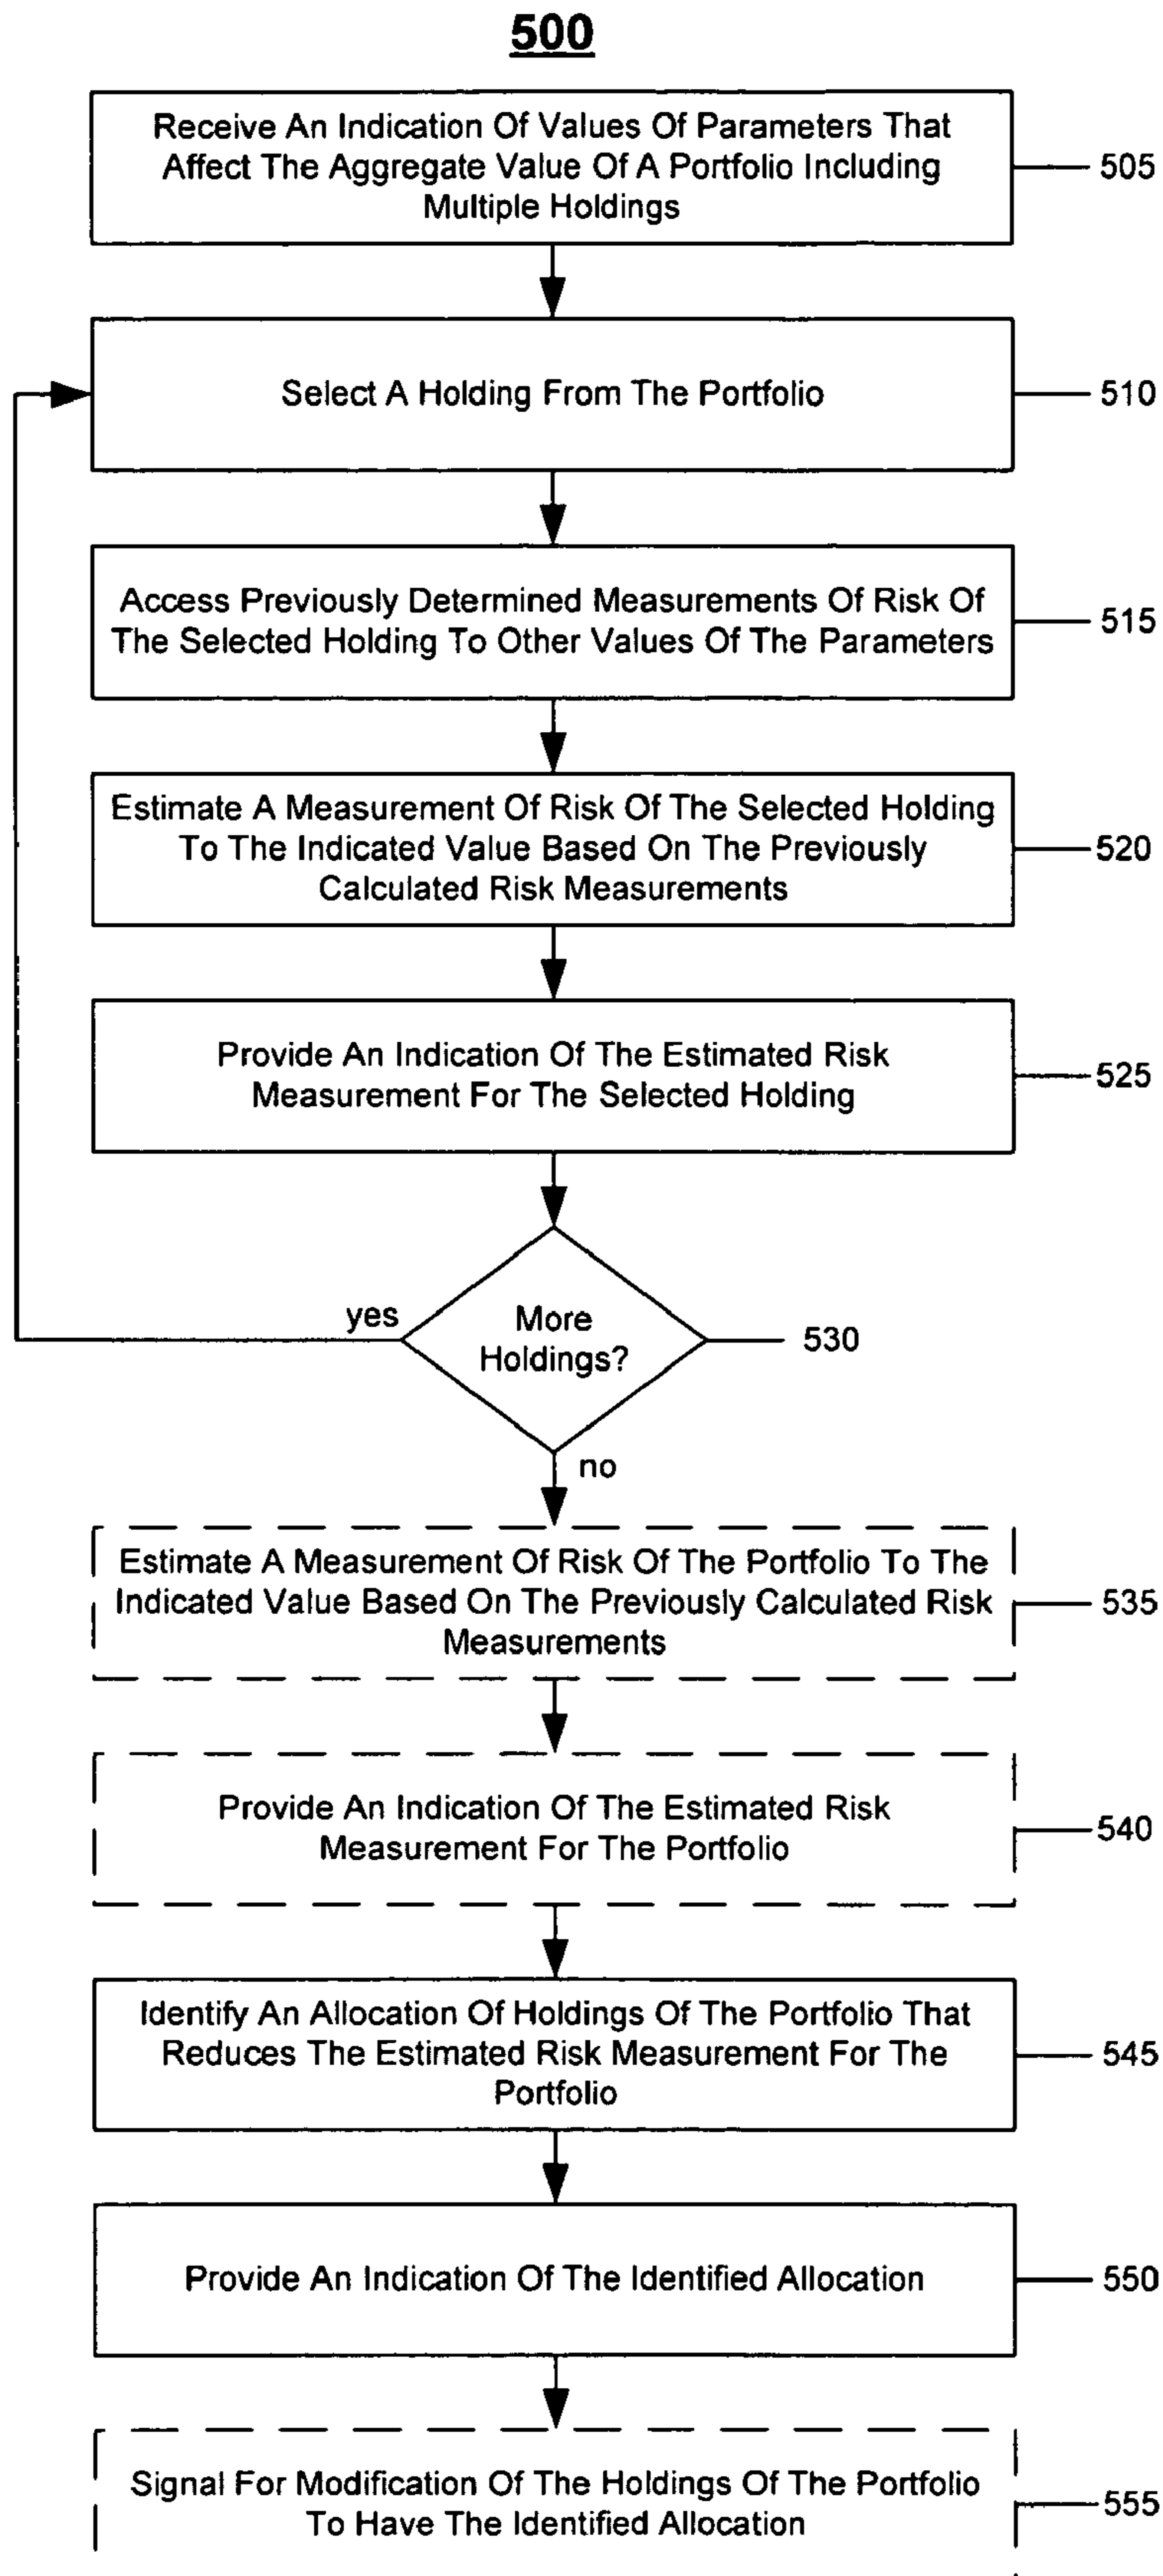 500
Receive An Indication Of Values Of Parameters That
Affect The Aggregate Value Of A Portfolio Including
Multiple Holdings
505
Select A Holding From The Portfolio
510
Access Previously Determined Measurements Of Risk Of
The Selected Holding To Other Values Of The Parameters
515
Estimate A Measurement Of Risk Of The Selected Holding
To The Indicated Value Based On The Previously
Calculated Risk Measurements
520
Provide An Indication Of The Estimated Risk
Measurement For The Selected Holding
525
yes
More
Holdings?
530
no
Estimate A Measurement Of Risk Of The Portfolio To The
Indicated Value Based On The Previously Calculated Risk
Measurements
535
Provide An Indication Of The Estimated Risk
Measurement For The Portfolio
540
Identify An Allocation Of Holdings Of The Portfolio That
Reduces The Estimated Risk Measurement For The
Portfolio
545
Provide An Indication Of The Identified Allocation
550
Signal For Modification Of The Holdings Of The Portfolio
To Have The Identified Allocation
555